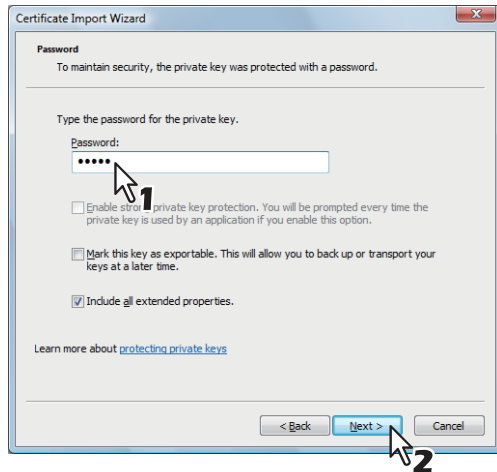 Certificate Import Wizard
Password
To maintain security, the private key was protected with a password.
Type the password for the private key.
Password:
•••••
1
Enable strong private key protection. You will be prompted every time the
private key is used by an application if you enable this option.
Mark this key as exportable. This will allow you to back up or transport your
keys at a later time.
Include all extended properties.
Learn more about protecting private keys
< Back Next > Cancel
2